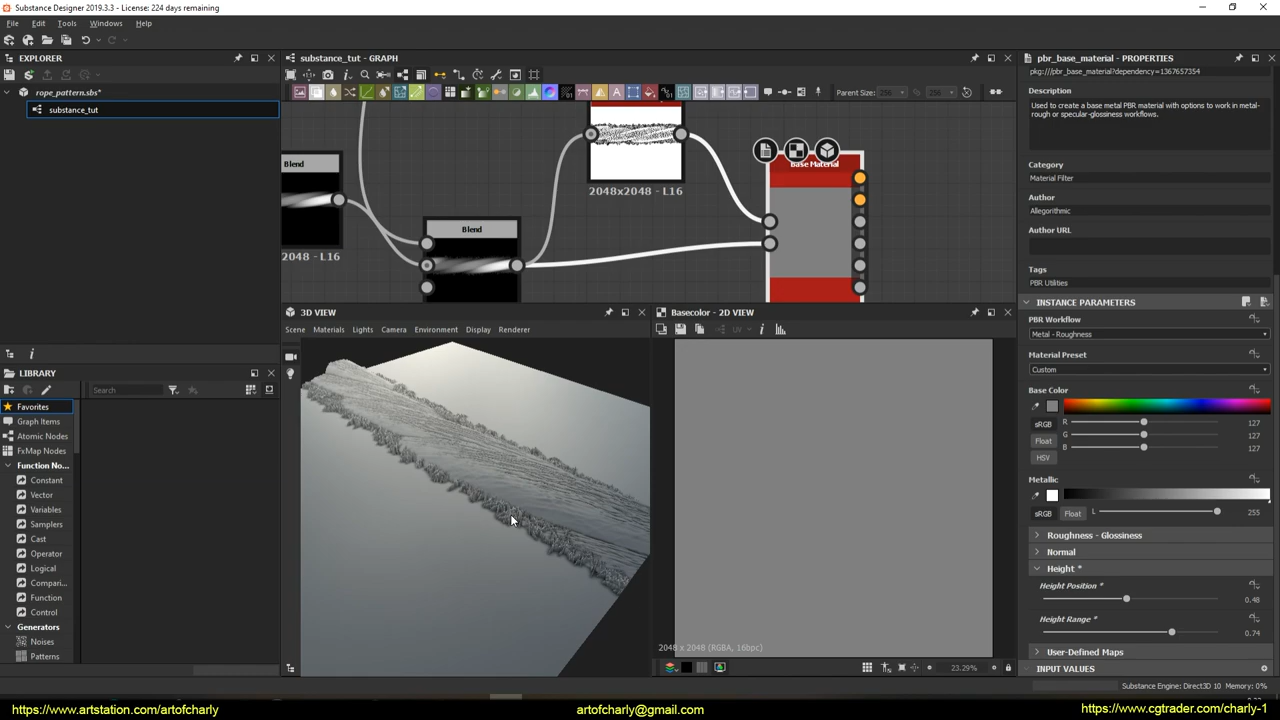 Substance Designer 2019.3.3 - License: 224 days remaining
File Edit Tools Windows Help
EXPLORER
rope_pattern.sbs*
substance_tut
substance_tut - GRAPH
Parent Size: 256 256
Blend
2048 - L16
Blend
2048x2048 - L16
Base Material
pbr_base_material - PROPERTIES
pkg:///pbr_base_material?dependency=1367657354
Description
Used to create a base metal PBR material with options to work in metal-
rough or specular-glossiness workflows.
Category
Material Filter
Author
Allegorithmic
Author URL
Tags
PBR Utilities
INSTANCE PARAMETERS
PBR Workflow
Metal - Roughness
Material Preset
Custom
Base Color
sRGB
Float
HSV
R 127
G 127
B 127
Metallic
sRGB Float L 255
Roughness - Glossiness
Normal
Height *
Height Position *
0.48
Height Range *
0.74
User-Defined Maps
INPUT VALUES
LIBRARY
Search
Favorites
Graph Items
Atomic Nodes
FxMap Nodes
Function No...
Constant
Vector
Variables
Samplers
Cast
Operator
Logical
Compari...
Function
Control
Generators
Noises
Patterns
3D VIEW
Scene Materials Lights Camera Environment Display Renderer
Basecolor - 2D VIEW
UV
2048 x 2048 (RGBA, 16bpc)
23.29%
Substance Engine: Direct3D 10 Memory: 0%
https://www.artstation.com/artofcharly
artofcharly@gmail.com
https://www.cgtrader.com/charly-1